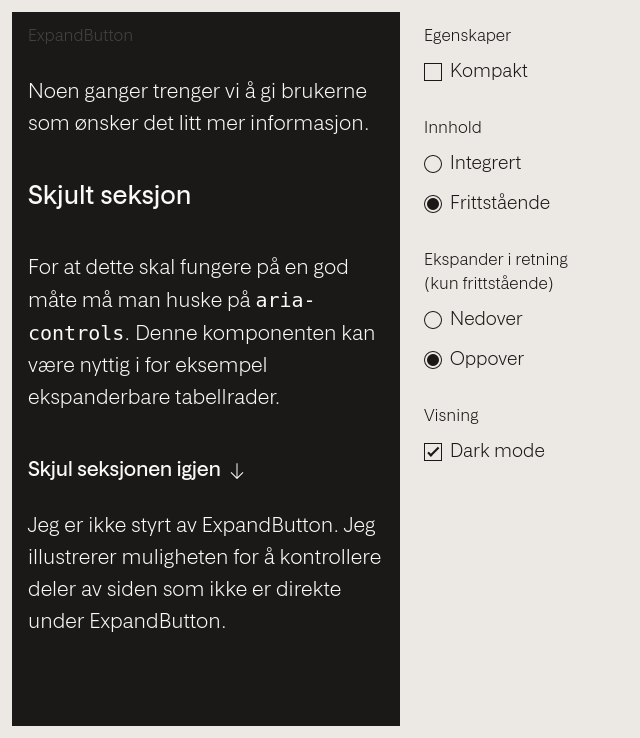 ExpandButton
Noen ganger trenger vi å gi brukerne
som ønsker det litt mer informasjon.
Skjult seksjon
For at dette skal fungere på en god
måte må man huske på aria-
controls. Denne komponenten kan
være nyttig i for eksempel
ekspanderbare tabellrader.
Skjul seksjonen igjen
Jeg er ikke styrt av ExpandButton. Jeg
illustrerer muligheten for å kontrollere
deler av siden som ikke er direkte
under ExpandButton.
Egenskaper
Kompakt
Innhold
Integrert
Frittstående
Ekspander i retning
(kun frittstående)
Nedover
Oppover
Visning
Dark mode